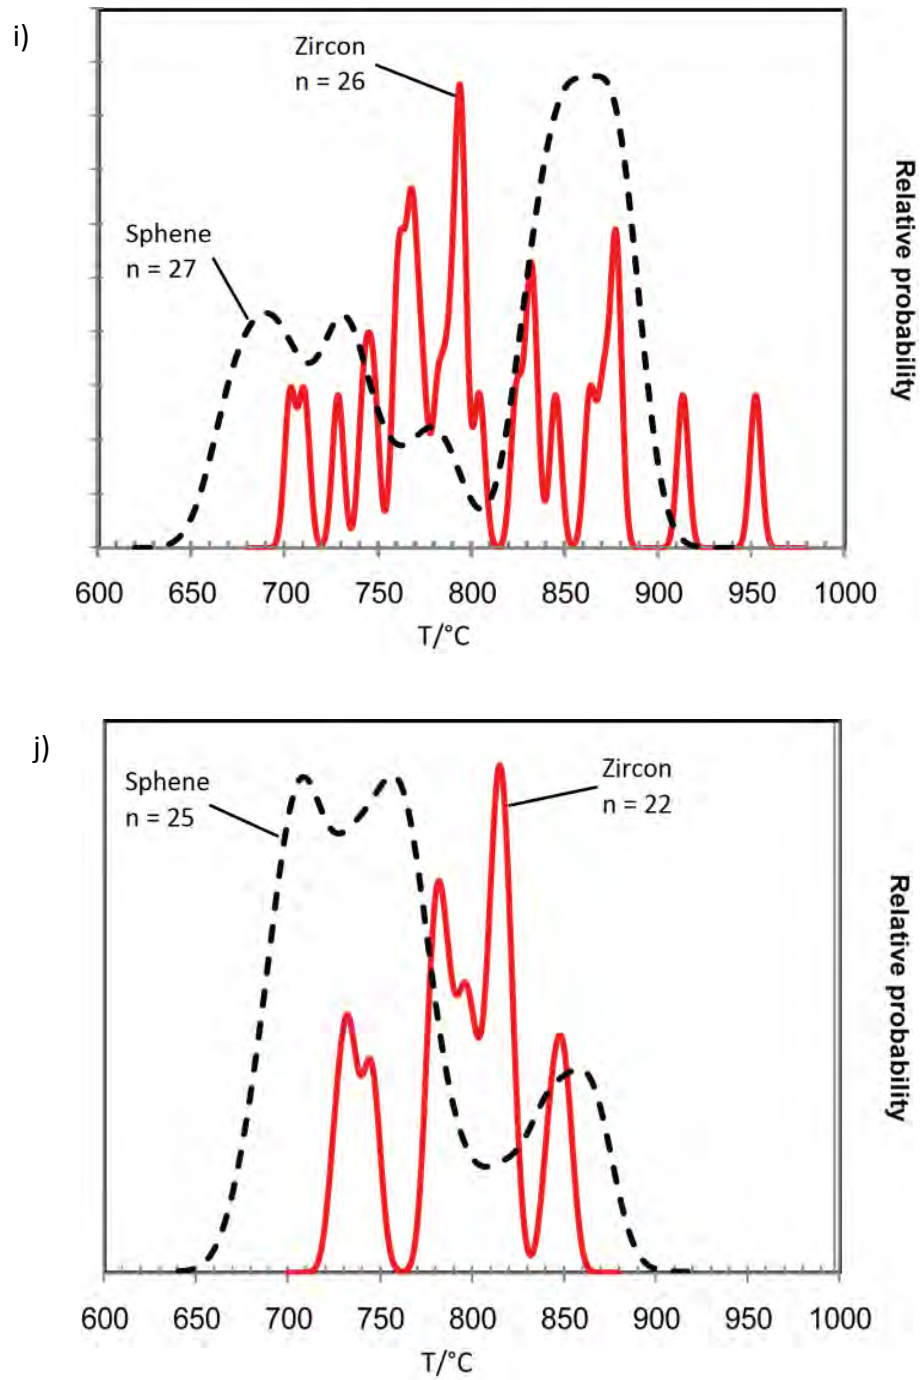 i)
Zircon
n = 26
Sphene
n = 27
Relative probability
600 650 700 750 800 850 900 950 1000
T/°C
j)
Sphene
n = 25
Zircon
n = 22
Relative probability
600 650 700 750 800 850 900 950 1000
T/°C